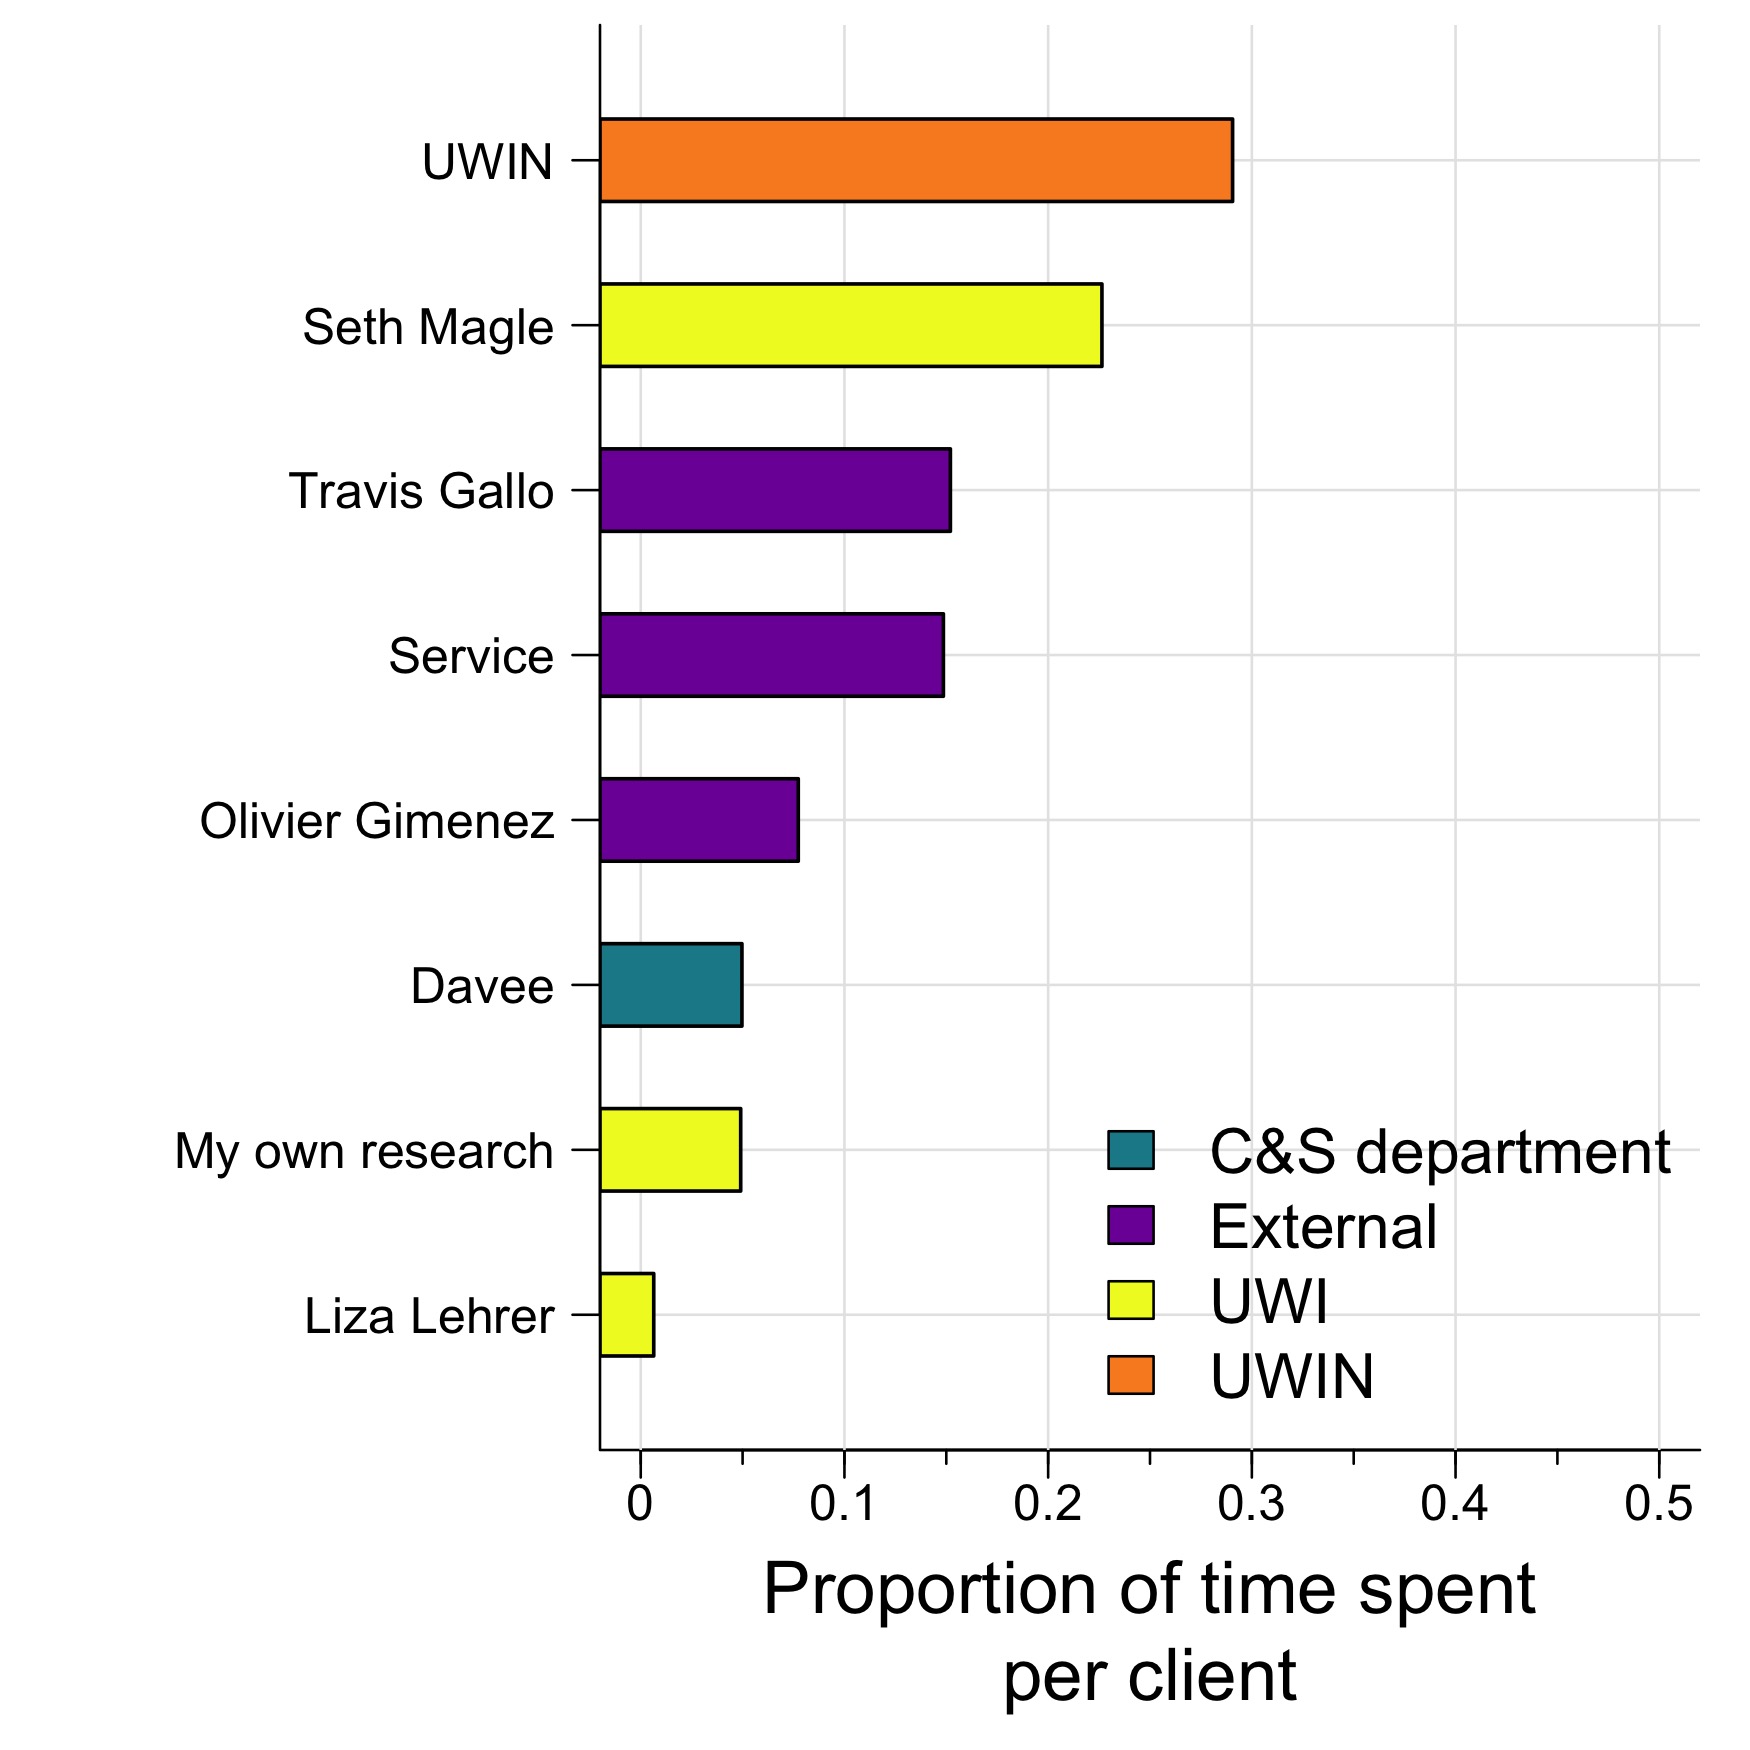 UWIN
Seth Magle
Travis Gallo
Service
Olivier Gimenez
Davee
My own research
Liza Lehrer
C&S department
External
UWI
UWIN
0 0.1 0.2 0.3 0.4 0.5
Proportion of time spent
per client